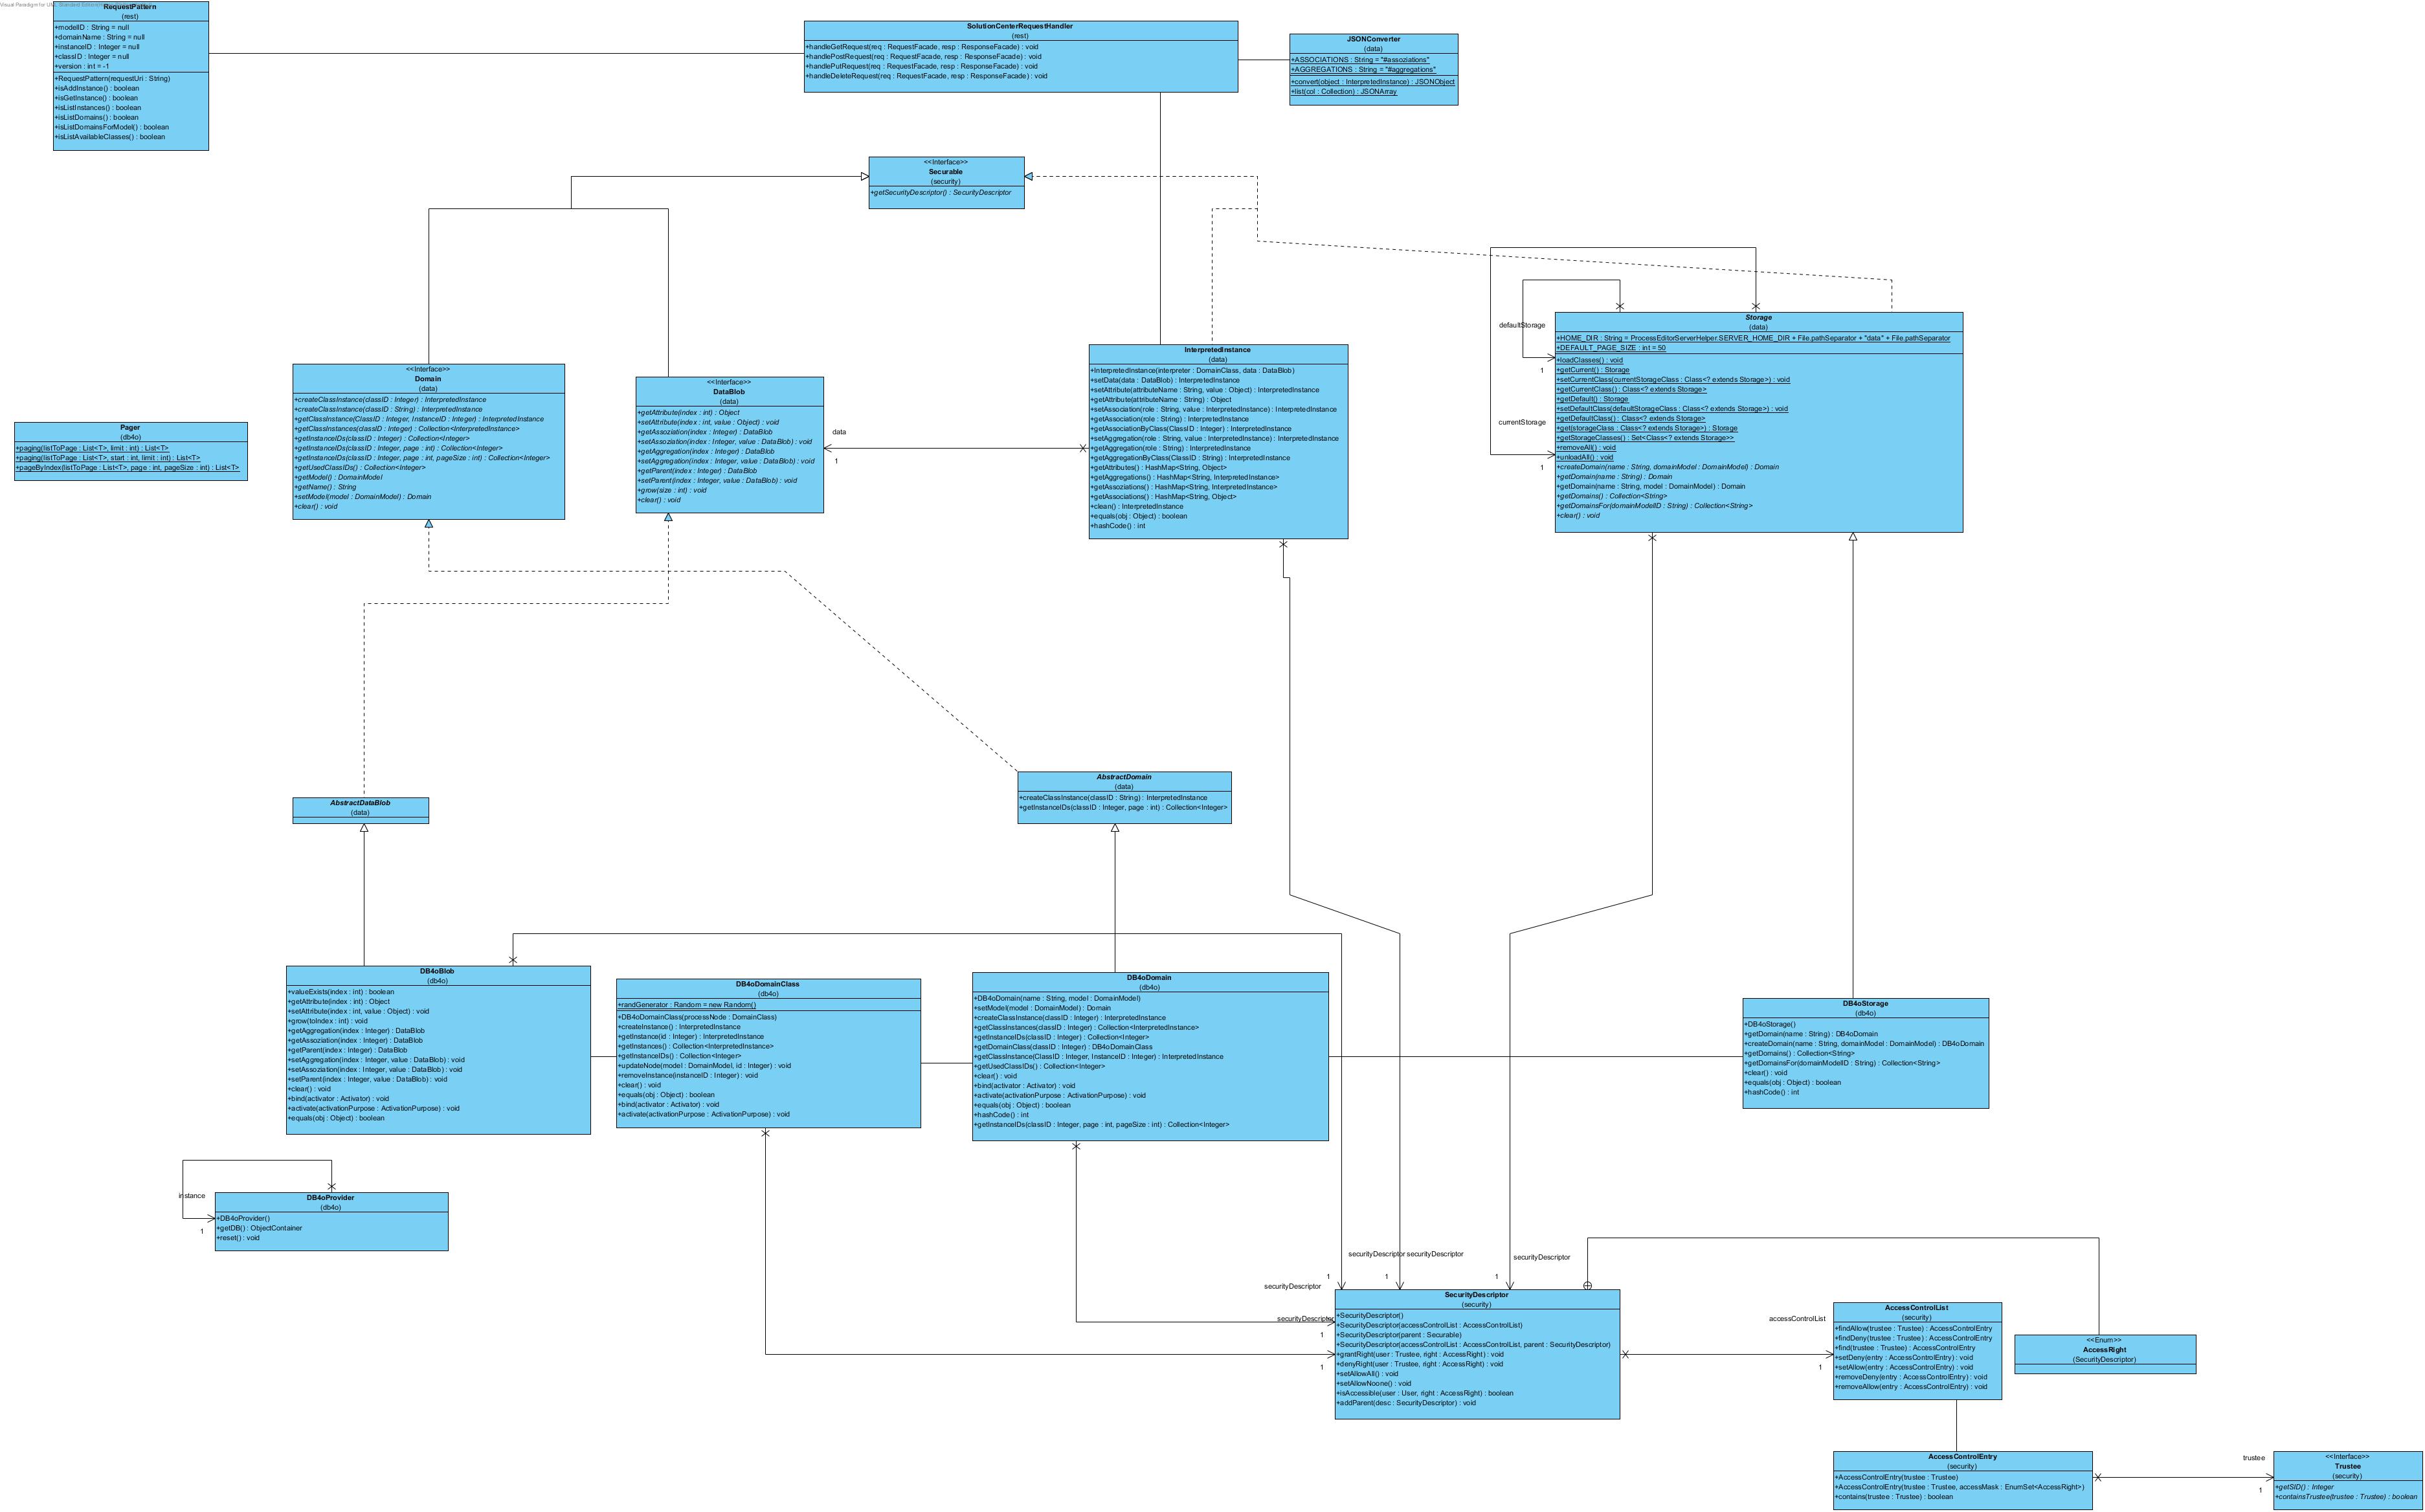 Visual Paradigm for UML Standard Edition
RequestPattern
(rest)
+modelID : String = null
+domainName : String = null
+instanceID : Integer = null
+classID : Integer = null
+version : int = -1
+RequestPattern(requestUri : String)
+isAddInstance() : boolean
+isGetInstance() : boolean
+isListInstances() : boolean
+isListDomains() : boolean
+isListDomainsForModel() : boolean
+isListAvailableClasses() : boolean
SolutionCenterRequestHandler
(rest)
+handleGetRequest(req : RequestFacade, resp : ResponseFacade) : void
+handlePostRequest(req : RequestFacade, resp : ResponseFacade) : void
+handlePutRequest(req : RequestFacade, resp : ResponseFacade) : void
+handleDeleteRequest(req : RequestFacade, resp : ResponseFacade) : void
JSONConverter
(data)
+ASSOCIATIONS : String = "#assoziations"
+AGGREGATIONS : String = "#aggregations"
+convert(object : InterpretedInstance) : JSONObject
+list(col : Collection) : JSONArray
<<Interface>>
Securable
(security)
+getSecurityDescriptor() : SecurityDescriptor
<<Interface>>
Domain
(data)
+createClassInstance(classID : Integer) : InterpretedInstance
+createClassInstance(classID : String) : InterpretedInstance
+getClassInstance(ClassID : Integer, InstanceID : Integer) : InterpretedInstance
+getClassInstances(classID : Integer) : Collection<InterpretedInstance>
+getInstanceIDs(classID : Integer) : Collection<Integer>
+getInstanceIDs(classID : Integer, page : int) : Collection<Integer>
+getInstanceIDs(classID : Integer, page : int, pageSize : int) : Collection<Integer>
+getUsedClassIDs() : Collection<Integer>
+getModel() : DomainModel
+getName() : String
+setModel(model : DomainModel) : Domain
+clear() : void
<<Interface>>
DataBlob
(data)
+getAttribute(index : int) : Object
+setAttribute(index : int, value : Object) : void
+getAssoziation(index : Integer) : DataBlob
+setAssoziation(index : Integer, value : DataBlob) : void
+getAggregation(index : Integer) : DataBlob
+setAggregation(index : Integer, value : DataBlob) : void
+getParent(index : Integer) : DataBlob
+setParent(index : Integer, value : DataBlob) : void
+grow(size : int) : void
+clear() : void
data
1
InterpretedInstance
(data)
+InterpretedInstance(interpreter : DomainClass, data : DataBlob)
+setData(data : DataBlob) : InterpretedInstance
+setAttribute(attributeName : String, value : Object) : InterpretedInstance
+getAttribute(attributeName : String) : Object
+setAssociation(role : String, value : InterpretedInstance) : InterpretedInstance
+getAssociation(role : String) : InterpretedInstance
+getAssociationByClass(ClassID : Integer) : InterpretedInstance
+setAggregation(role : String, value : InterpretedInstance) : InterpretedInstance
+getAggregation(role : String) : InterpretedInstance
+getAggregationByClass(ClassID : String) : InterpretedInstance
+getAttributes() : HashMap<String, Object>
+getAggregations() : HashMap<String, InterpretedInstance>
+getAssoziations() : HashMap<String, InterpretedInstance>
+getAssociations() : HashMap<String, Object>
+clean() : InterpretedInstance
+equals(obj : Object) : boolean
+hashCode() : int
defaultStorage
1
currentStorage
1
Storage
(data)
+HOME_DIR : String = ProcessEditorServerHelper.SERVER_HOME_DIR + File.pathSeparator + "data" + File.pathSeparator
+DEFAULT_PAGE_SIZE : int = 50
+loadClasses() : void
+getCurrent() : Storage
+setCurrentClass(currentStorageClass : Class<? extends Storage>) : void
+getCurrentClass() : Class<? extends Storage>
+getDefault() : Storage
+setDefaultClass(defaultStorageClass : Class<? extends Storage>) : void
+getDefaultClass() : Class<? extends Storage>
+get(storageClass : Class<? extends Storage>) : Storage
+getStorageClasses() : Set<Class<? extends Storage>>
+removeAll() : void
+unloadAll() : void
+createDomain(name : String, domainModel : DomainModel) : Domain
+getDomain(name : String) : Domain
+getDomain(name : String, model : DomainModel) : Domain
+getDomains() : Collection<String>
+getDomainsFor(domainModelID : String) : Collection<String>
+clear() : void
Pager
(db4o)
+paging(listToPage : List<T>, limit : int) : List<T>
+paging(listToPage : List<T>, start : int, limit : int) : List<T>
+pageByIndex(listToPage : List<T>, page : int, pageSize : int) : List<T>
AbstractDataBlob
(data)
AbstractDomain
(data)
+createClassInstance(classID : String) : InterpretedInstance
+getInstanceIDs(classID : Integer, page : int) : Collection<Integer>
DB4oBlob
(db4o)
+valueExists(index : int) : boolean
+getAttribute(index : int) : Object
+setAttribute(index : int, value : Object) : void
+grow(toIndex : int) : void
+getAggregation(index : Integer) : DataBlob
+getAssoziation(index : Integer) : DataBlob
+getParent(index : Integer) : DataBlob
+setAggregation(index : Integer, value : DataBlob) : void
+setAssoziation(index : Integer, value : DataBlob) : void
+setParent(index : Integer, value : DataBlob) : void
+clear() : void
+bind(activator : Activator) : void
+activate(activationPurpose : ActivationPurpose) : void
+equals(obj : Object) : boolean
DB4oDomainClass
(db4o)
+randGenerator : Random = new Random()
+DB4oDomainClass(processNode : DomainClass)
+createInstance() : InterpretedInstance
+getInstance(id : Integer) : InterpretedInstance
+getInstances() : Collection<InterpretedInstance>
+getInstanceIDs() : Collection<Integer>
+updateNode(model : DomainModel, id : Integer) : void
+removeInstance(instanceID : Integer) : void
+clear() : void
+equals(obj : Object) : boolean
+bind(activator : Activator) : void
+activate(activationPurpose : ActivationPurpose) : void
DB4oDomain
(db4o)
+DB4oDomain(name : String, model : DomainModel)
+setModel(model : DomainModel) : Domain
+createClassInstance(classID : Integer) : InterpretedInstance
+getClassInstances(classID : Integer) : Collection<InterpretedInstance>
+getInstanceIDs(classID : Integer) : Collection<Integer>
+getDomainClass(classID : Integer) : DB4oDomainClass
+getClassInstance(ClassID : Integer, InstanceID : Integer) : InterpretedInstance
+getUsedClassIDs() : Collection<Integer>
+clear() : void
+bind(activator : Activator) : void
+activate(activationPurpose : ActivationPurpose) : void
+equals(obj : Object) : boolean
+hashCode() : int
+getInstanceIDs(classID : Integer, page : int, pageSize : int) : Collection<Integer>
DB4oStorage
(db4o)
+DB4oStorage()
+getDomain(name : String) : DB4oDomain
+createDomain(name : String, domainModel : DomainModel) : DB4oDomain
+getDomains() : Collection<String>
+getDomainsFor(domainModelID : String) : Collection<String>
+clear() : void
+equals(obj : Object) : boolean
+hashCode() : int
instance
1
DB4oProvider
(db4o)
+DB4oProvider()
+getDB() : ObjectContainer
+reset() : void
securityDescriptor securityDescriptor
securityDescriptor
1
1
1
securityDescriptor
securityDescriptor
1
1
SecurityDescriptor
(security)
+SecurityDescriptor()
+SecurityDescriptor(accessControlList : AccessControlList)
+SecurityDescriptor(parent : Securable)
+SecurityDescriptor(accessControlList : AccessControlList, parent : SecurityDescriptor)
+grantRight(user : Trustee, right : AccessRight) : void
+denyRight(user : Trustee, right : AccessRight) : void
+setAllowAll() : void
+setAllowNoone() : void
+isAccessible(user : User, right : AccessRight) : boolean
+addParent(desc : SecurityDescriptor) : void
accessControlList
1
AccessControlList
(security)
+findAllow(trustee : Trustee) : AccessControlEntry
+findDeny(trustee : Trustee) : AccessControlEntry
+find(trustee : Trustee) : AccessControlEntry
+setDeny(entry : AccessControlEntry) : void
+setAllow(entry : AccessControlEntry) : void
+removeDeny(entry : AccessControlEntry) : void
+removeAllow(entry : AccessControlEntry) : void
<<Enum>>
AccessRight
(SecurityDescriptor)
AccessControlEntry
(security)
+AccessControlEntry(trustee : Trustee)
+AccessControlEntry(trustee : Trustee, accessMask : EnumSet<AccessRight>)
+contains(trustee : Trustee) : boolean
trustee
1
<<Interface>>
Trustee
(security)
+getSID() : Integer
+containsTrustee(trustee : Trustee) : boolean